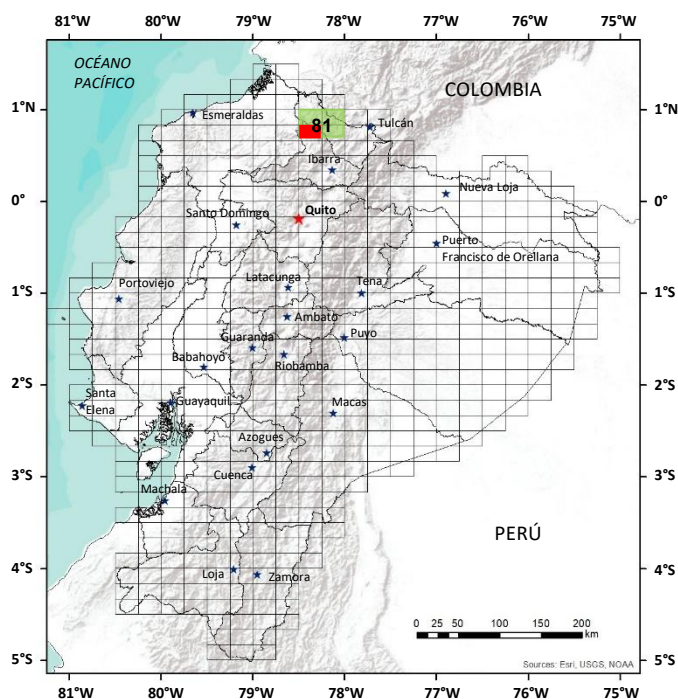 81°W 80°W 79°W 78°W 77°W 76°W 75°W
OCÉANO
PACÍFICO
COLOMBIA
1°N 1°N
Esmeraldas
81
Tulcán
Ibarra
Nueva Loja
0° 0°
Santo Domingo
Quito
Puerto
Francisco de Orellana
Portoviejo
Latacunga
Tena
1°S 1°S
Ambato
Guaranda
Puyo
Babahoyo
Riobamba
2°S 2°S
Santa
Elena
Guayaquil
Macas
Azogues
3°S 3°S
Cuenca
Machala
PERÚ
4°S 4°S
Loja
Zamora
0 25 50 100 150 200
km
5°S 5°S
Sources: Esri, USGS, NOAA
81°W 80°W 79°W 78°W 77°W 76°W 75°W